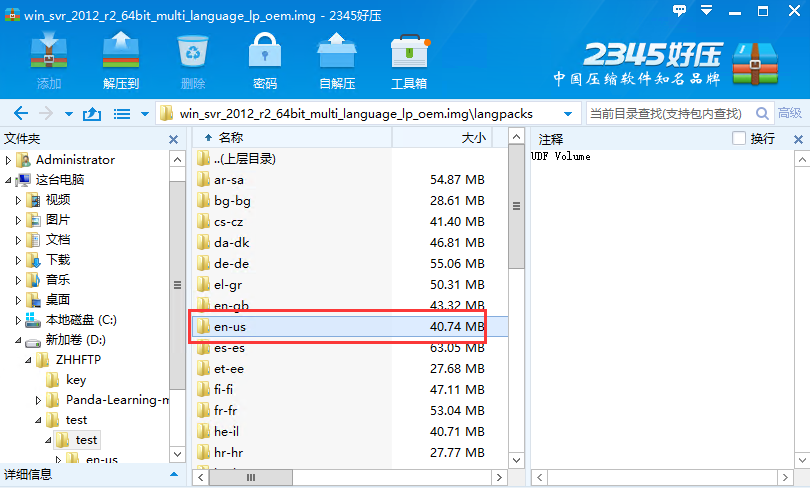 win_svr_2012_r2_64bit_multi_language_lp_oem.img - 2345好压
添加
解压到
删除
密码
自解压
工具箱
2345好压
中国压缩软件知名品牌
win_svr_2012_r2_64bit_multi_language_lp_oem.img\langpacks
当前目录查找(支持包内查找)
高级
文件夹
名称
大小
注释
换行
Administrator
这台电脑
视频
图片
文档
下载
音乐
桌面
本地磁盘 (C:)
新加卷 (D:)
ZHHFTP
key
Panda-Learning-m
test
test
en-us
详细信息
..(上层目录)
ar-sa 54.87 MB
bg-bg 28.61 MB
cs-cz 41.40 MB
da-dk 46.81 MB
de-de 55.06 MB
el-gr 50.31 MB
en-gb 43.32 MB
en-us 40.74 MB
es-es 63.05 MB
et-ee 27.68 MB
fi-fi 47.11 MB
fr-fr 53.04 MB
he-il 40.71 MB
hr-hr 27.77 MB
UDF Volume